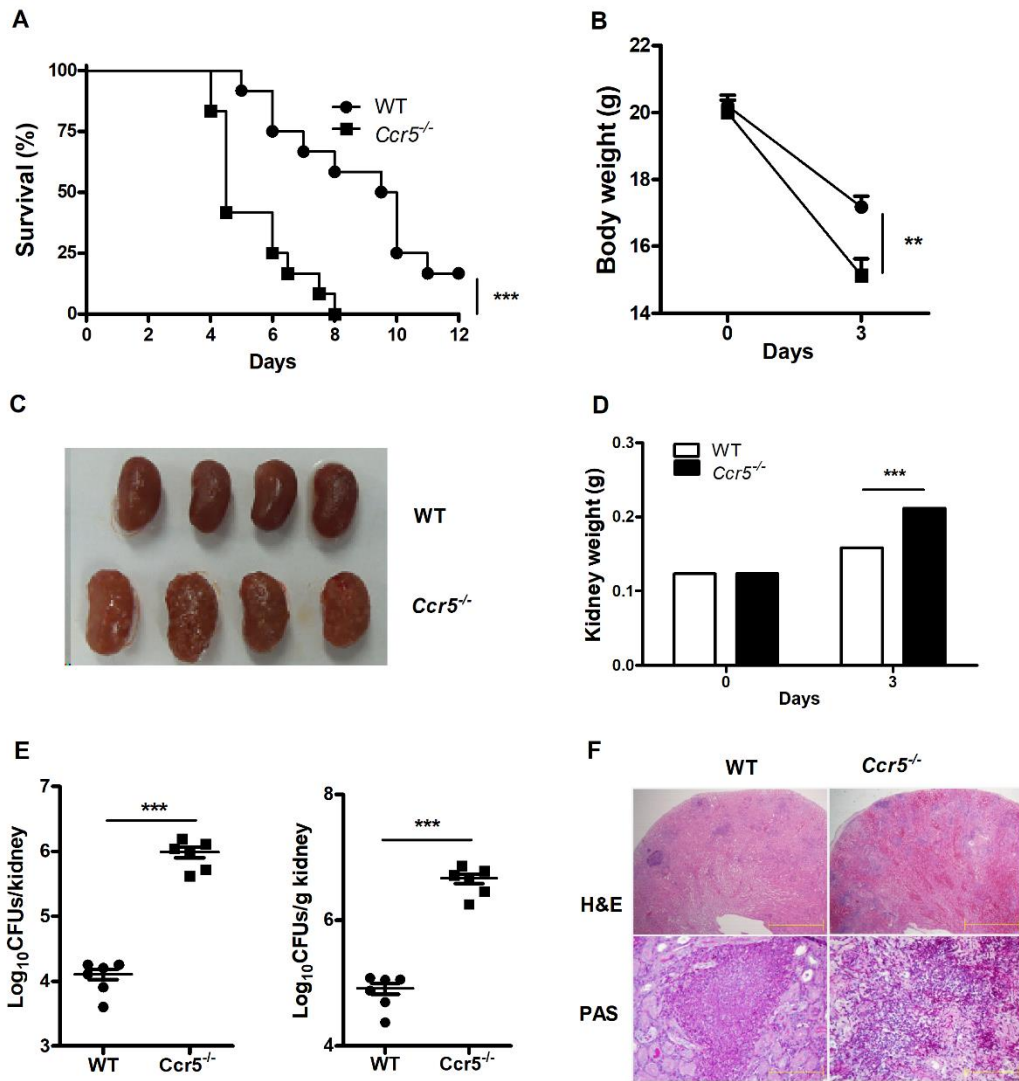 A
Survival (%)
100
75
50
25
0
0 2 4 6 8 10 12
Days
WT
Ccr5-/-
***
B
Body weight (g)
22
20
18
16
14
0 3
Days
**
C
WT
Ccr5-/-
D
Kidney weight (g)
0.3
0.2
0.1
0.0
0 3
Days
WT
Ccr5-/-
***
E
Log10CFUs/kidney
7
6
5
4
3
WT Ccr5-/-
***
Log10CFUs/g kidney
8
6
4
WT Ccr5-/-
***
F
WT Ccr5-/-
H&E
PAS